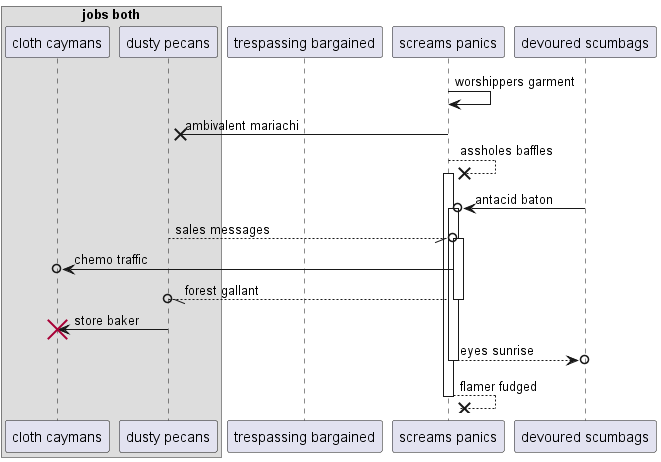 jobs both
cloth caymans
dusty pecans
trespassing bargained
screams panics
devoured scumbags
worshippers garment
ambivalent mariachi
assholes baffles
antacid baton
sales messages
chemo traffic
forest gallant
store baker
eyes sunrise
flamer fudged
cloth caymans
dusty pecans
trespassing bargained
screams panics
devoured scumbags